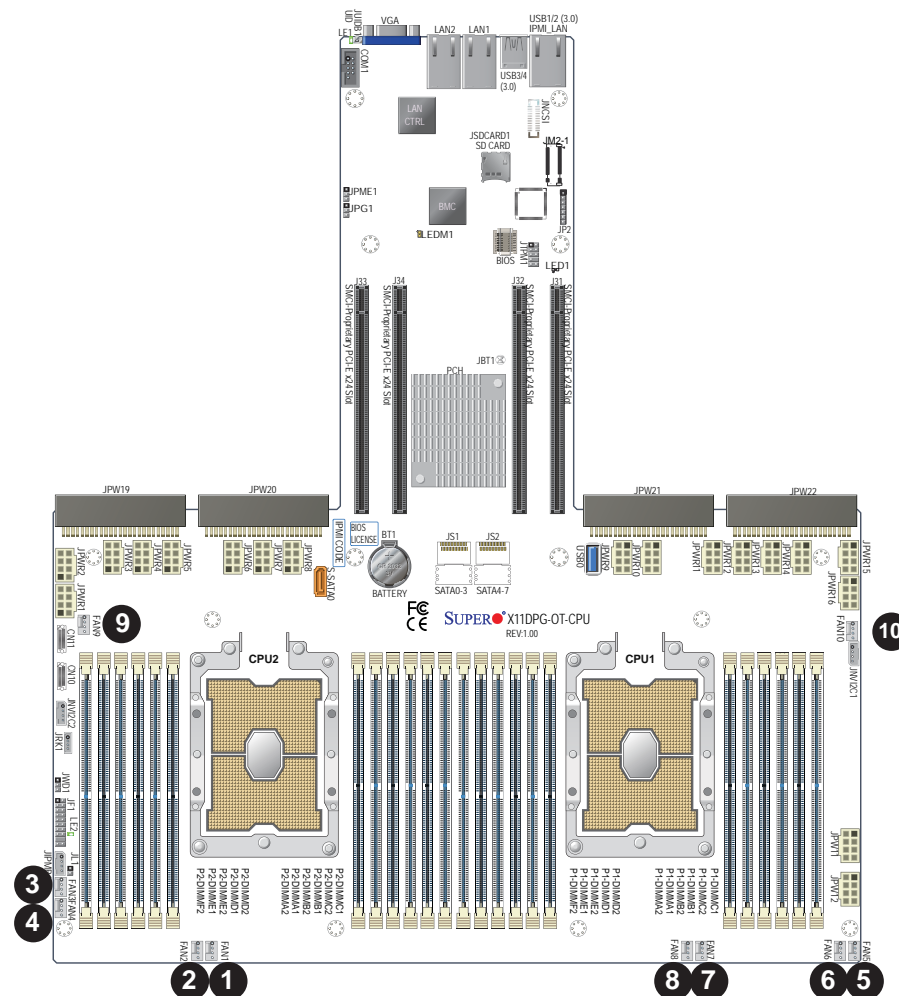 UID
JUIDB1
LE1
VGA
LAN2
LAN1
USB1/2 (3.0)
IPMI_LAN
COM1
USB3/4
(3.0)
LAN
CTRL
JNCSI
JSDCARD1
SD CARD
JM2-1
JPME1
JPG1
BMC
JP2
LEDM1
BIOS
JTPM1
LED1
J33
J34
J32
J31
SMCI-Proprietary PCI-E x24 Slot
SMCI-Proprietary PCI-E x24 Slot
SMCI-Proprietary PCI-E x24 Slot
SMCI-Proprietary PCI-E x24 Slot
JBT1
PCH
JPW19
JPW20
JPW21
JPW22
IPMI CODE
BIOS
LICENSE
BT1
BATTERY
JS1
JS2
SATA0-3
SATA4-7
S-SATA0
USB0
JPWR2
JPWR3
JPWR4
JPWR5
JPWR6
JPWR7
JPWR8
JPWR9
JPWR10
JPWR11
JPWR12
JPWR13
JPWR14
JPWR15
JPWR1
JPWR16
FAN9
9
FAN10
10
FC
CE
SUPER X11DPG-OT-CPU
REV:1.00
CN11
CN10
JNVI2C1
CPU2
CPU1
JNVI2C2
JRK1
JWD1
JF1
LE2
JL1
FAN3
FAN4
3
4
JPWT1
JPWT2
P2-DIMMF2
P2-DIMMF1
P2-DIMME2
P2-DIMME1
P2-DIMMD2
P2-DIMMD1
P2-DIMMA2
P2-DIMMA1
P2-DIMMB2
P2-DIMMB1
P2-DIMMC2
P2-DIMMC1
P1-DIMMF2
P1-DIMMF1
P1-DIMME2
P1-DIMME1
P1-DIMMD2
P1-DIMMD1
P1-DIMMA2
P1-DIMMA1
P1-DIMMB2
P1-DIMMB1
P1-DIMMC2
P1-DIMMC1
FAN2
FAN1
FAN8
FAN7
FAN6
FAN5
2
1
8
7
6
5